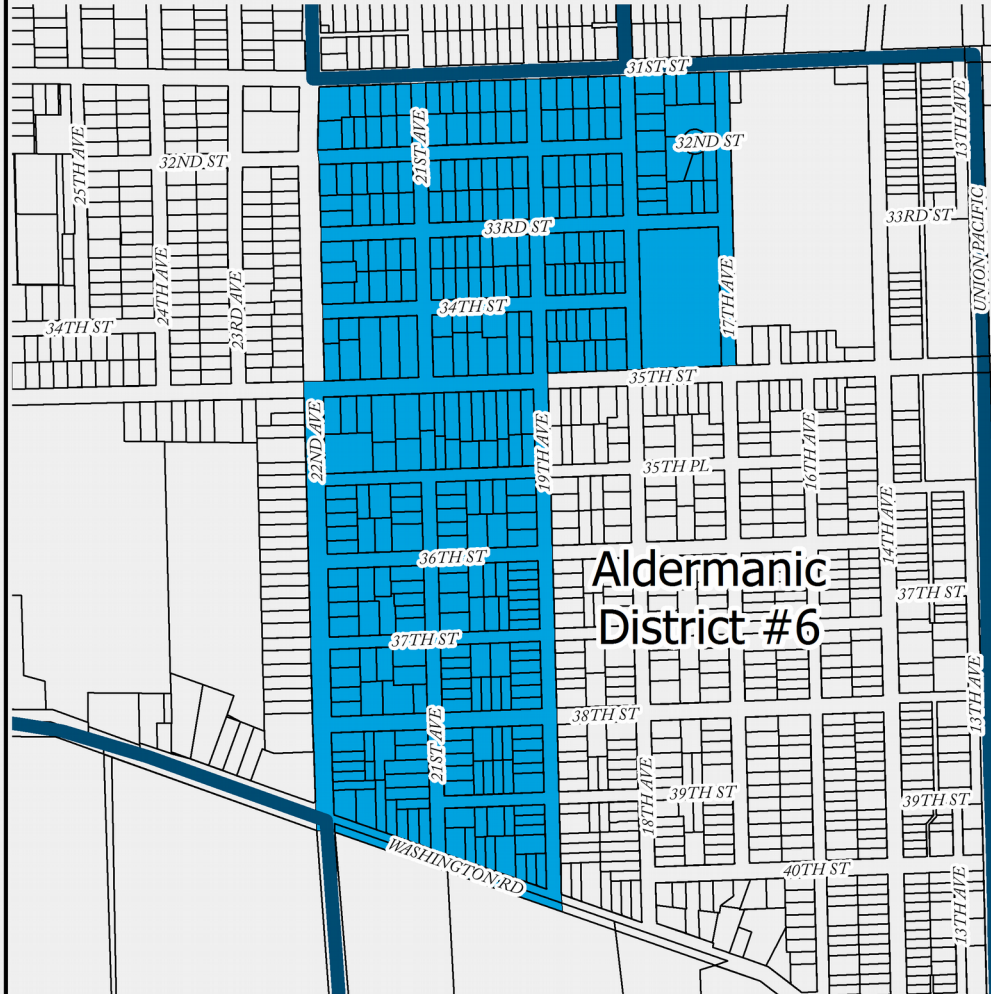 31ST ST
13TH AVE
21ST AVE
25TH AVE
32ND ST
32ND ST
33RD ST
33RD ST
UNION PACIFIC
24TH AVE
23RD AVE
17TH AVE
34TH ST
34TH ST
35TH ST
22ND AVE
19TH AVE
16TH AVE
35TH PL
14TH AVE
36TH ST
Aldermanic
District #6
37TH ST
37TH ST
13TH AVE
38TH ST
21ST AVE
18TH AVE
39TH ST
39TH ST
WASHINGTON RD
40TH ST
13TH AVE